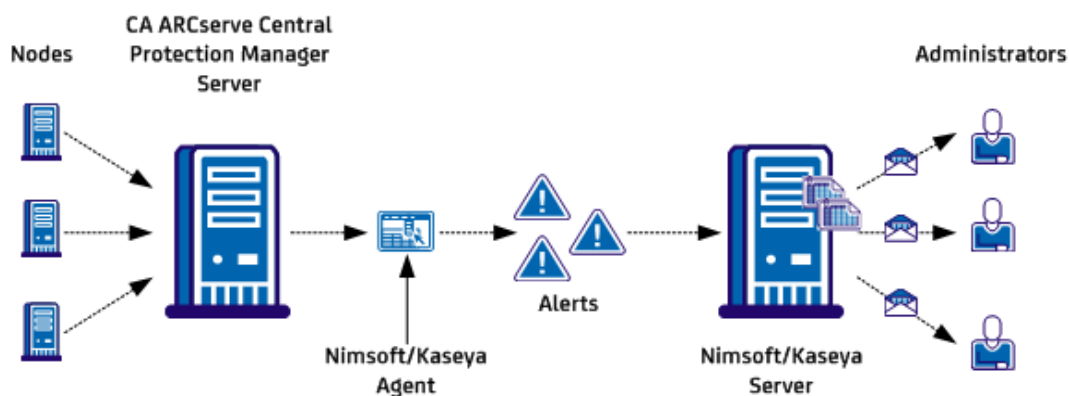 Nodes
CA ARCserve Central
Protection Manager
Server
Administrators
Alerts
Nimsoft/Kaseya
Agent
Nimsoft/Kaseya
Server